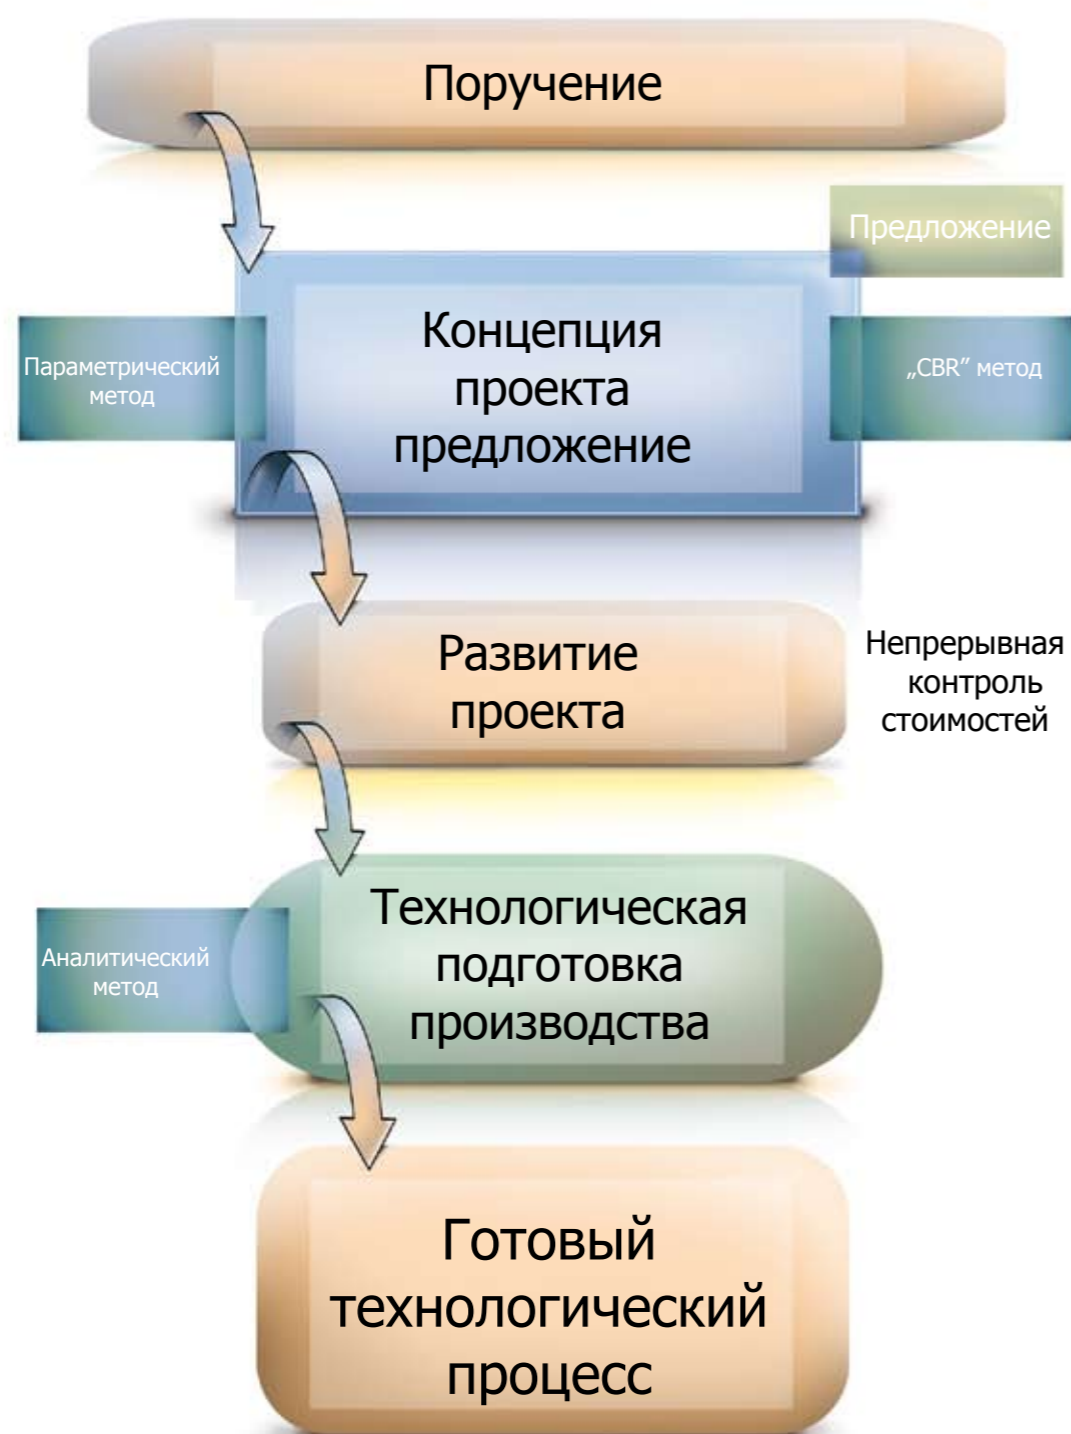 Поручение
Предложение
Концепция
проекта
предложение
Параметрический
метод
„CBR” метод
Развитие
проекта
Непрерывная
контроль
стоимостей
Технологическая
подготовка
производства
Аналитический
метод
Готовый
технологический
процесс